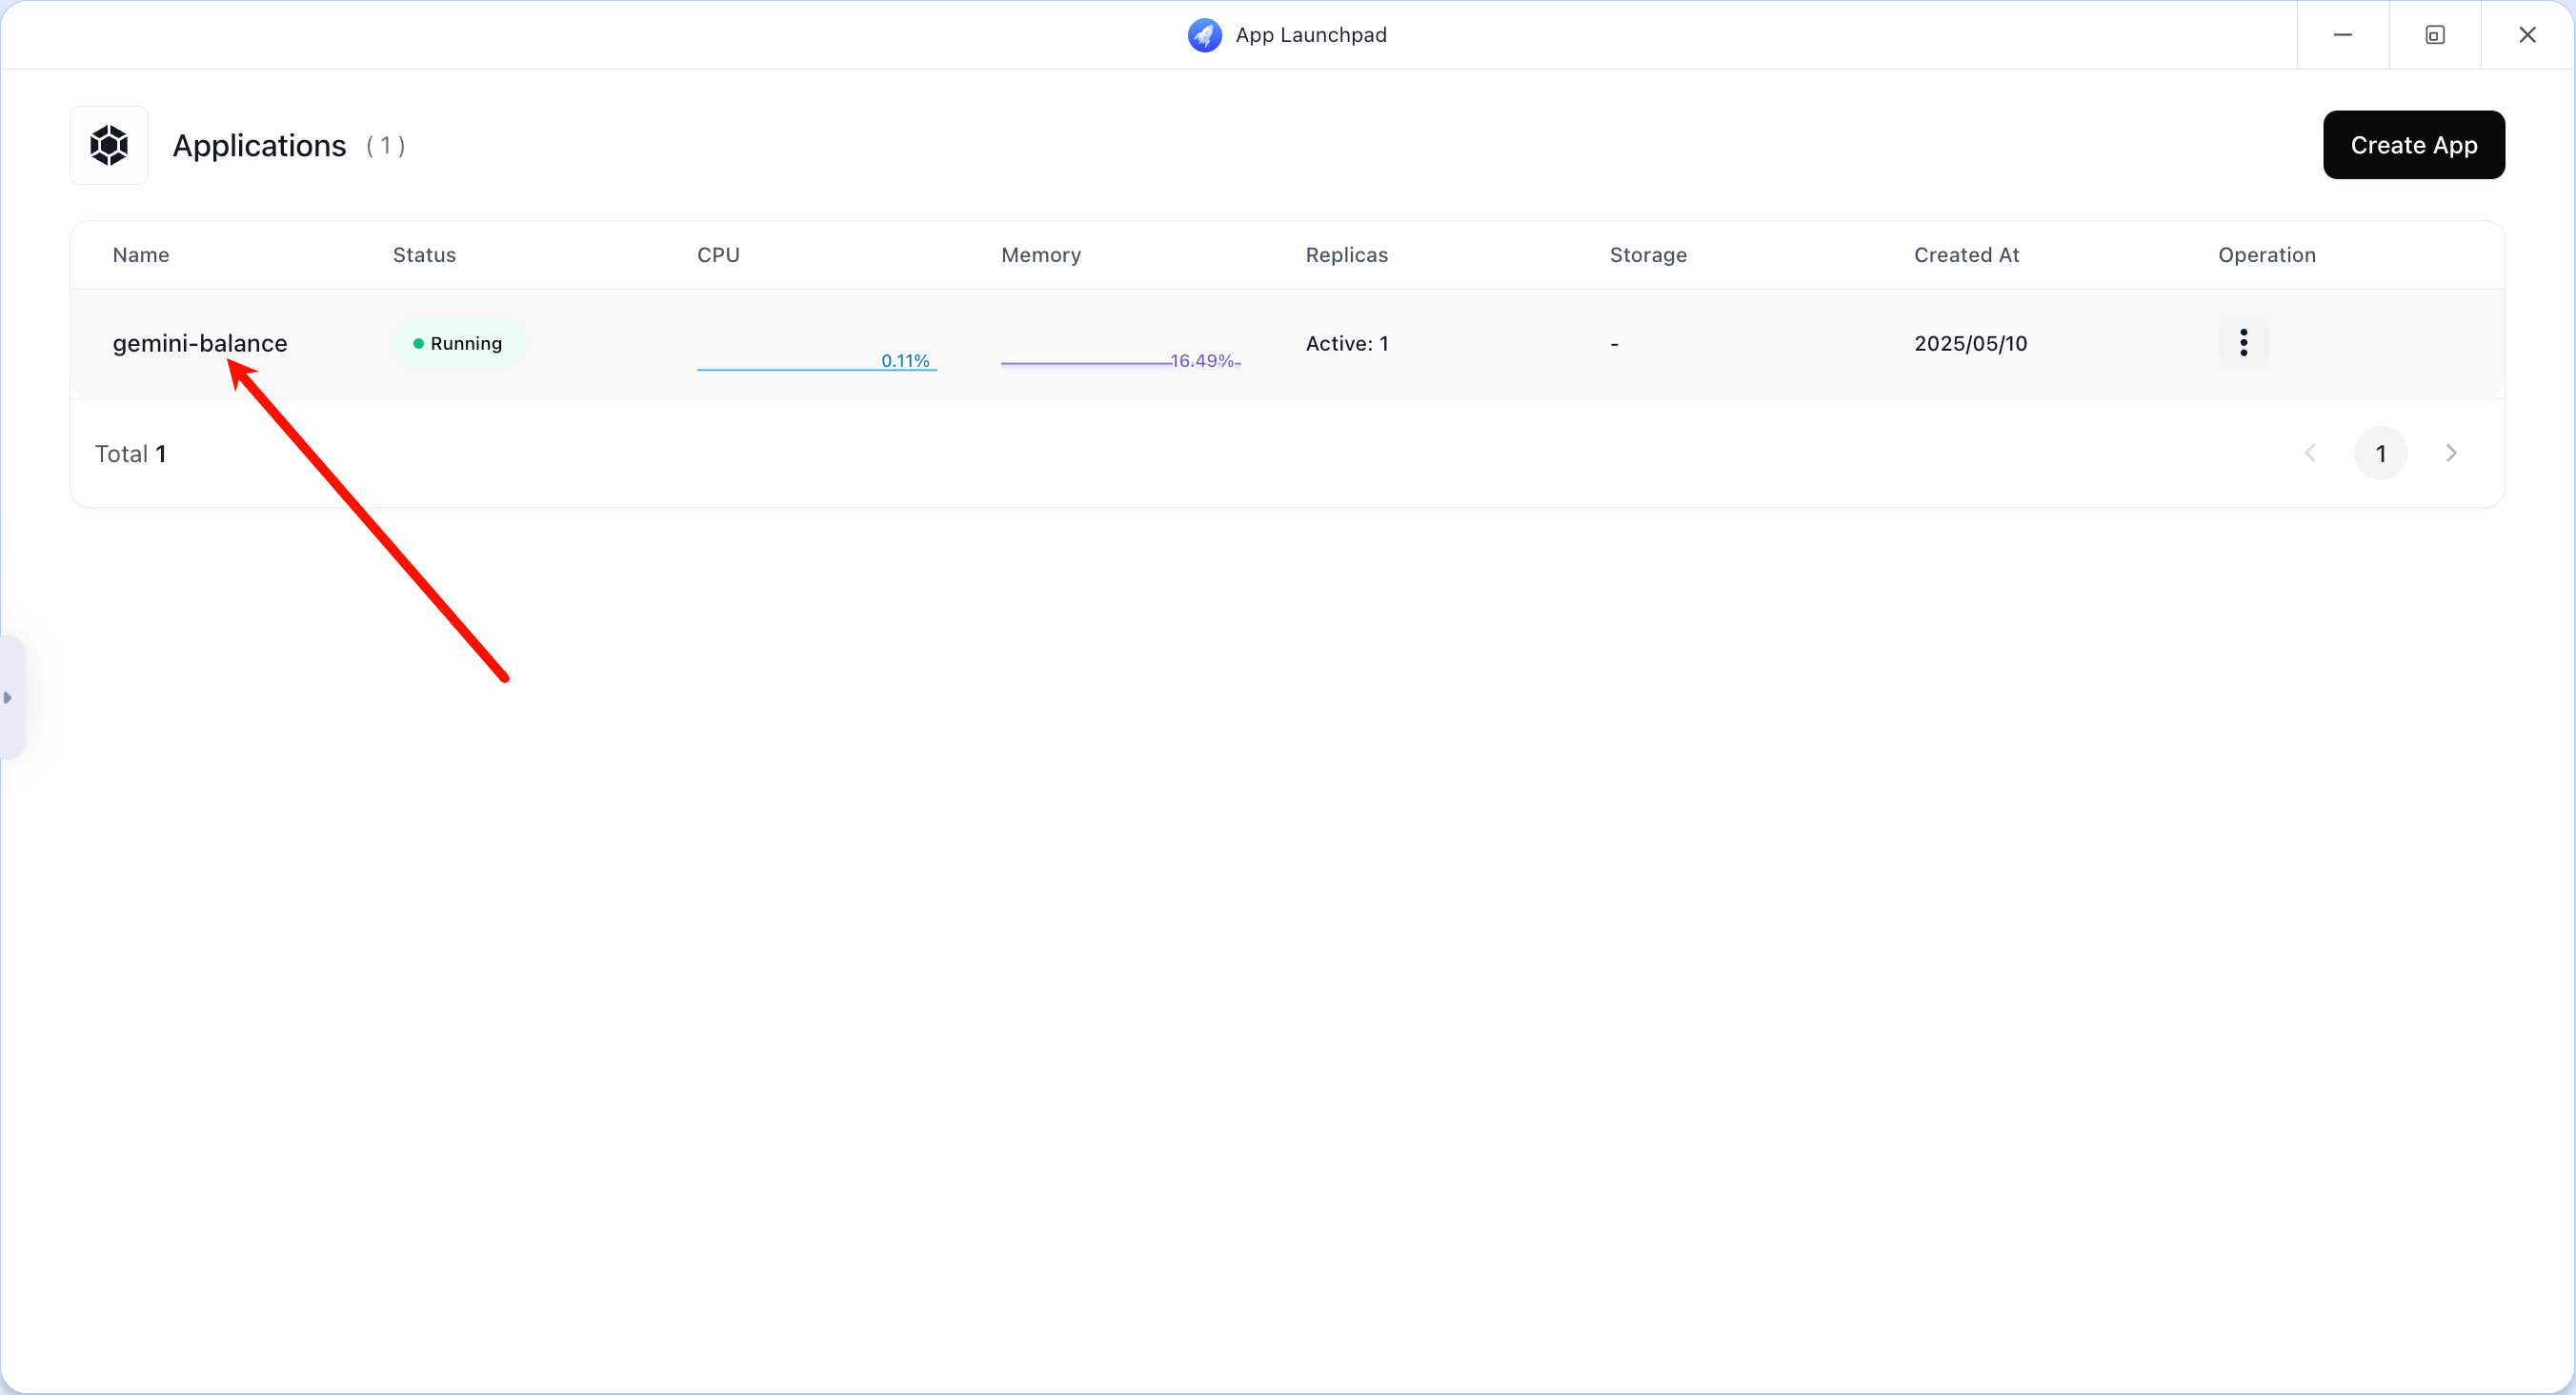 App Launchpad
Applications ( 1 )
Create App
Name Status CPU Memory Replicas Storage Created At Operation
gemini-balance Running 0.11% 16.49% Active: 1 - 2025/05/10
Total 1
1